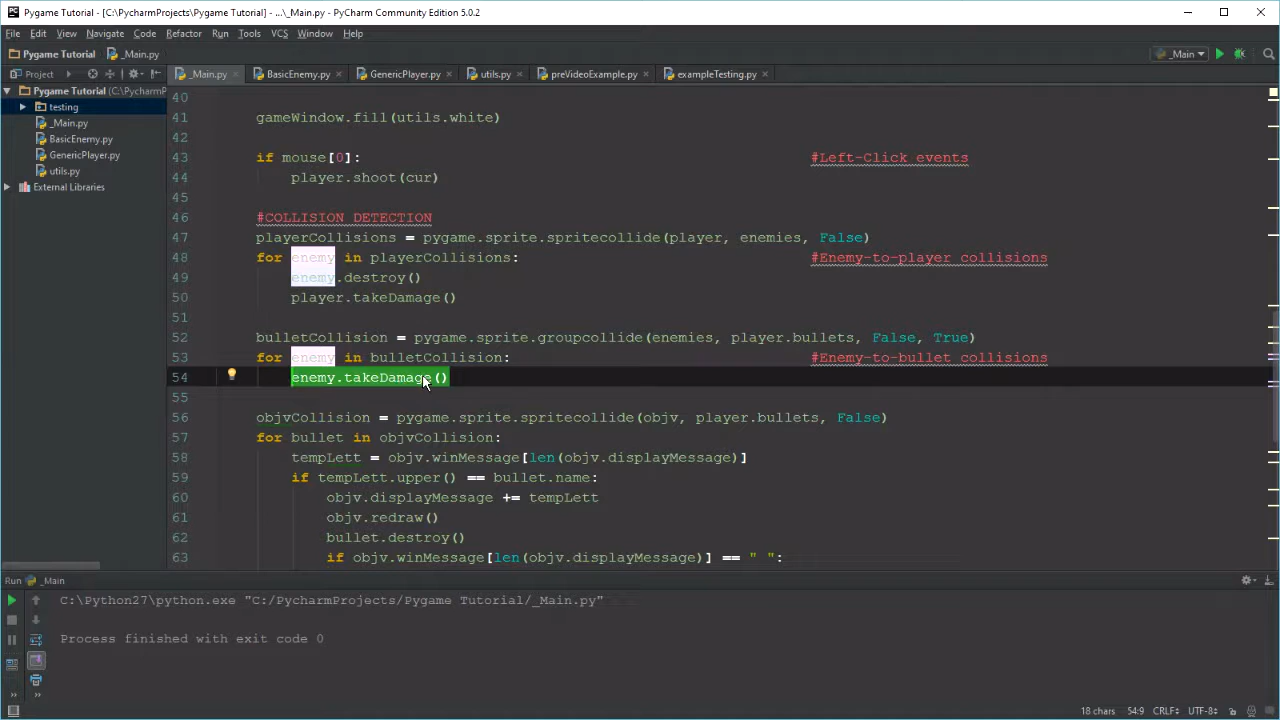 Pygame Tutorial - [C:\PycharmProjects\Pygame Tutorial] - ...\_Main.py - PyCharm Community Edition 5.0.2
File Edit View Navigate Code Refactor Run Tools VCS Window Help
Pygame Tutorial _Main.py _Main
Project _Main.py BasicEnemy.py GenericPlayer.py utils.py preVideoExample.py exampleTesting.py
Pygame Tutorial (C:\PycharmP
testing
_Main.py
BasicEnemy.py
GenericPlayer.py
utils.py
External Libraries
40
41 gameWindow.fill(utils.white)
42
43 if mouse[0]: #Left-Click events
44 player.shoot(cur)
45
46 #COLLISION DETECTION
47 playerCollisions = pygame.sprite.spritecollide(player, enemies, False)
48 for enemy in playerCollisions: #Enemy-to-player collisions
49 enemy.destroy()
50 player.takeDamage()
51
52 bulletCollision = pygame.sprite.groupcollide(enemies, player.bullets, False, True)
53 for enemy in bulletCollision: #Enemy-to-bullet collisions
54 enemy.takeDamage()
55
56 objvCollision = pygame.sprite.spritecollide(objv, player.bullets, False)
57 for bullet in objvCollision:
58 tempLett = objv.winMessage[len(objv.displayMessage)]
59 if tempLett.upper() == bullet.name:
60 objv.displayMessage += tempLett
61 objv.redraw()
62 bullet.destroy()
63 if objv.winMessage[len(objv.displayMessage)] == " ":
Run _Main
C:\Python27\python.exe "C:/PycharmProjects/Pygame Tutorial/_Main.py"
Process finished with exit code 0
18 chars 54:9 CRLF UTF-8